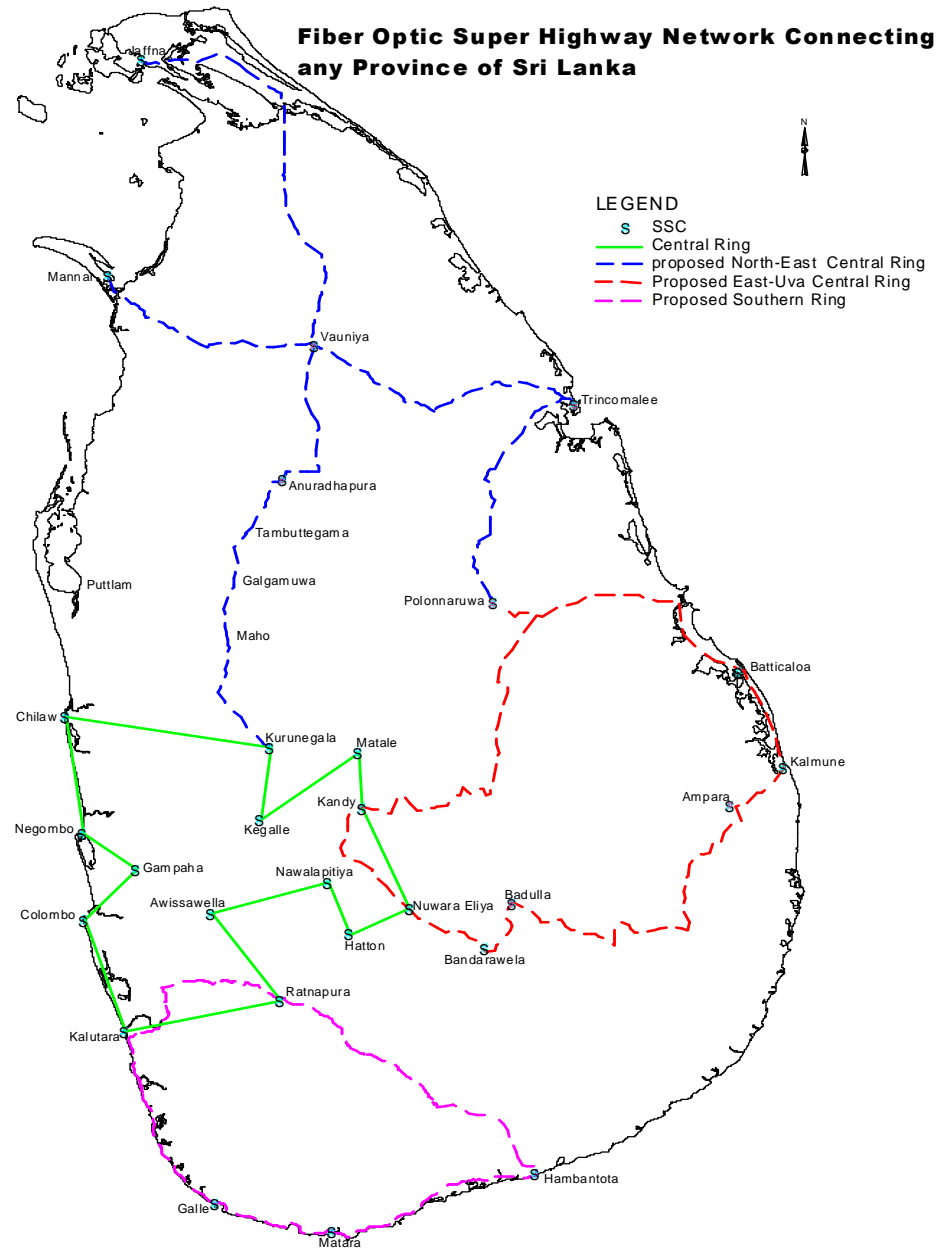 Fiber Optic Super Highway Network Connecting
any Province of Sri Lanka
Jaffna
N
LEGEND
S SSC
Central Ring
proposed North-East Central Ring
Proposed East-Uva Central Ring
Proposed Southern Ring
Mannar
Vauniya
Trincomalee
Anuradhapura
Tambuttegama
Galgamuwa
Puttlam
Polonnaruwa
Maho
Batticaloa
Chilaw
Kurunegala
Matale
Kalmune
Kandy
Ampara
Kegalle
Negombo
Gampaha
Nawalapitiya
Badulla
Awissawella
Nuwara Eliya
Colombo
Hatton
Bandarawela
Ratnapura
Kalutara
Hambantota
Galle
Matara